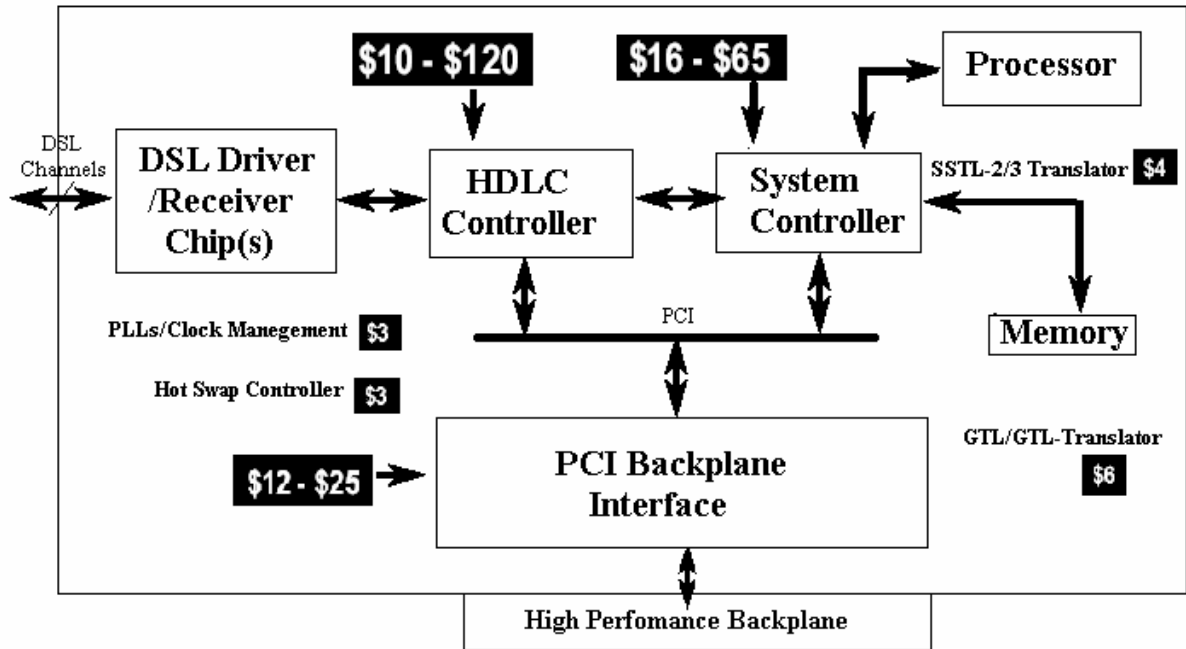 $10 - $120
$16 - $65
Processor
DSL
Channels
DSL Driver
/Receiver
Chip(s)
HDLC
Controller
System
Controller
SSTL-2/3 Translator $4
PCI
PLLs/Clock Manegement $3
Memory
Hot Swap Controller $3
GTL/GTL-Translator
$6
$12 - $25
PCI Backplane
Interface
High Perfomance Backplane